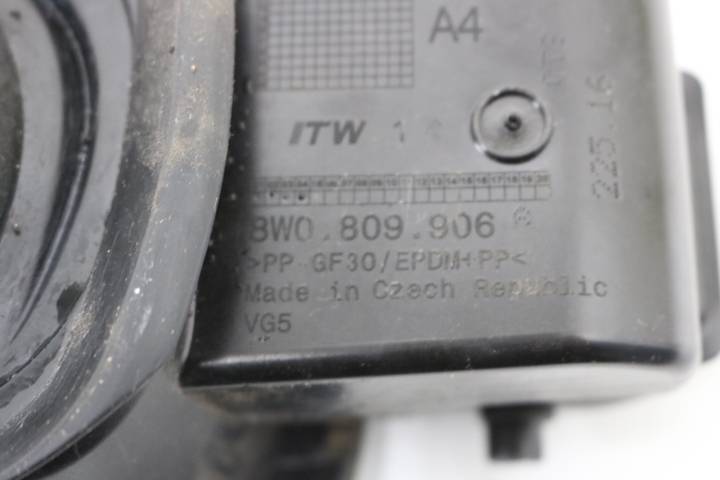 A4
ITW
225.16
8W0.809.906
>PP GF30/EPDM+PP<
Made in Czech Republic
VG5